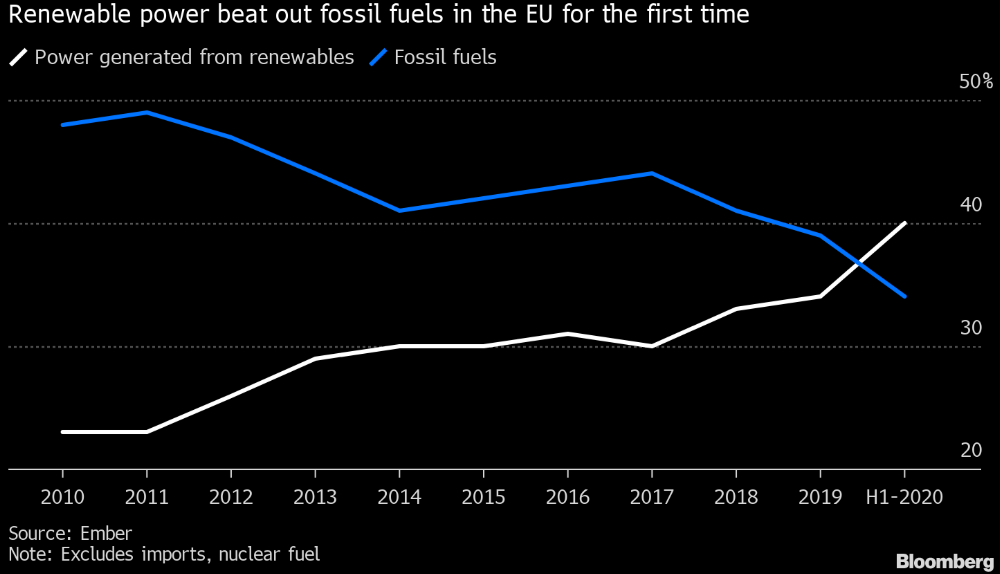 Renewable power beat out fossil fuels in the EU for the first time
Power generated from renewables Fossil fuels
50%
40
30
20
2010 2011 2012 2013 2014 2015 2016 2017 2018 2019 H1-2020
Source: Ember
Note: Excludes imports, nuclear fuel
Bloomberg